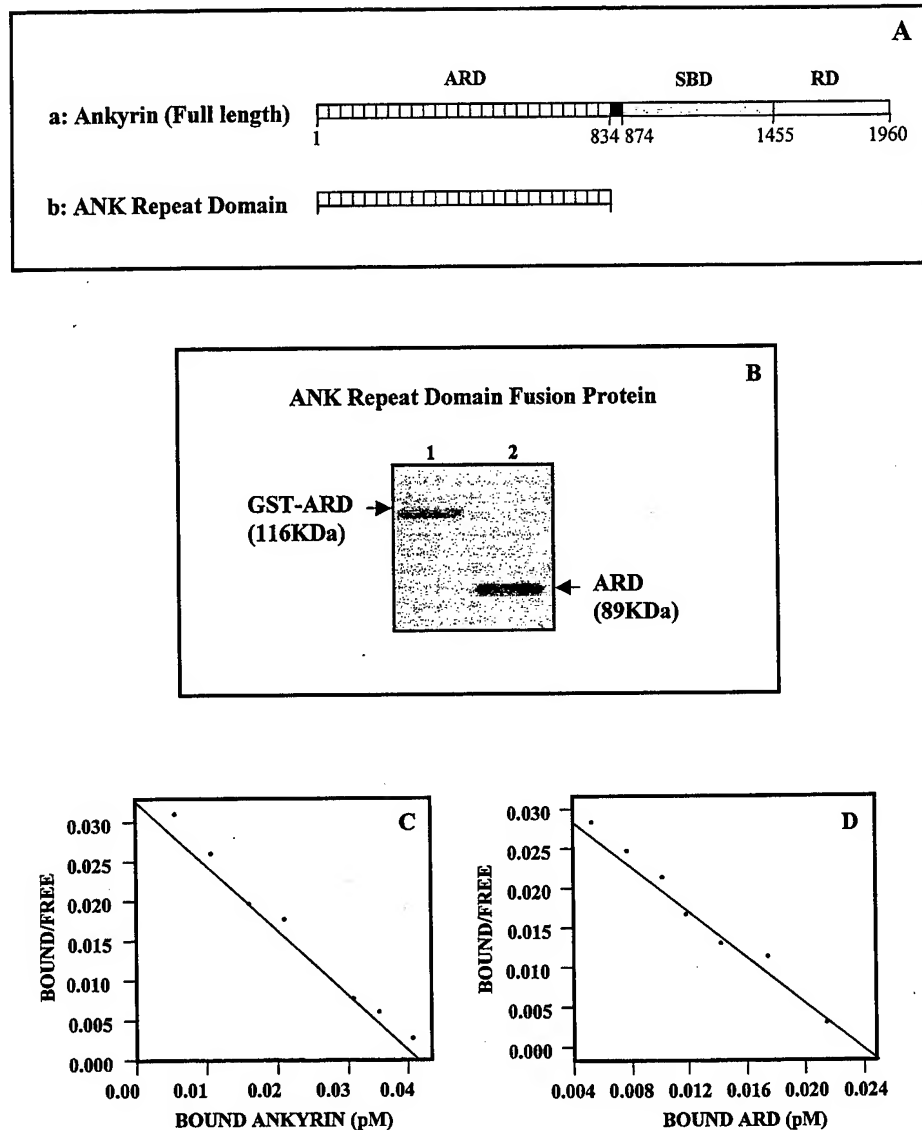 A
ARD
SBD
RD
a: Ankyrin (Full length)
1
834 874
1455
1960
b: ANK Repeat Domain
B
ANK Repeat Domain Fusion Protein
1 2
GST-ARD
(116KDa)
ARD
(89KDa)
C
BOUND/FREE
0.030
0.025
0.020
0.015
0.010
0.005
0.000
0.00 0.01 0.02 0.03 0.04
BOUND ANKYRIN (pM)
D
BOUND/FREE
0.030
0.025
0.020
0.015
0.010
0.005
0.000
0.004 0.008 0.012 0.016 0.020 0.024
BOUND ARD (pM)